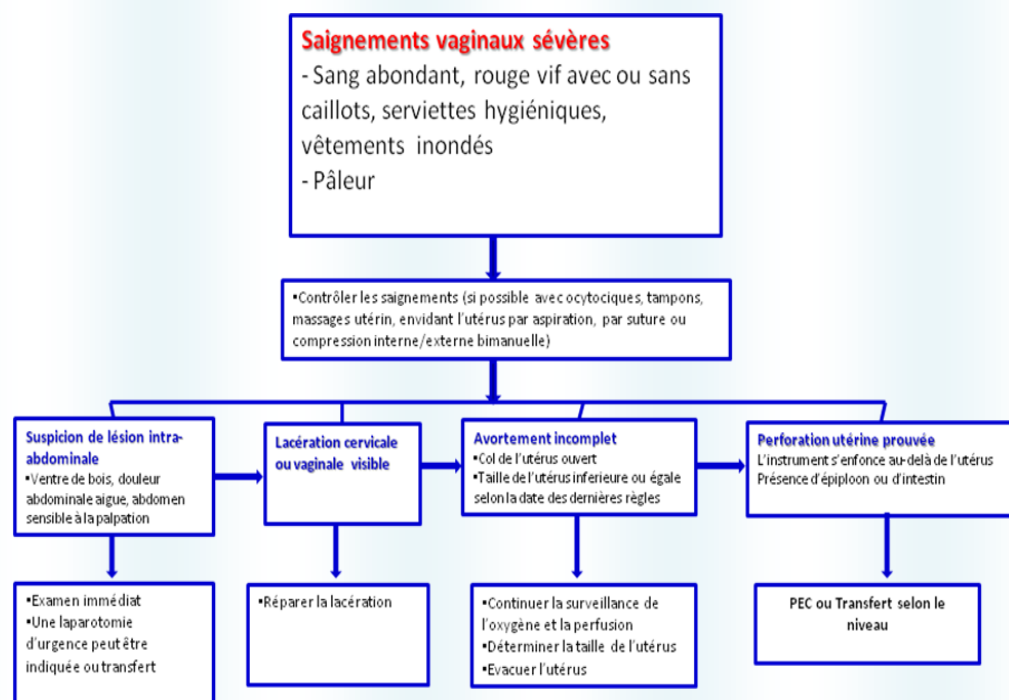 Saignements vaginaux sévères
- Sang abondant, rouge vif avec ou sans
caillots, serviettes hygiéniques,
vêtements inondés
- Pâleur
▪Contrôler les saignements (si possible avec ocytociques, tampons,
massages utérin, envidant l'utérus par aspiration, par suture ou
compression interne/externe bimanuelle)
Suspicion de lésion intra-
abdominale
▪Ventre de bois, douleur
abdominale aigue, abdomen
sensible à la palpation
Lacération cervicale
ou vaginale visible
Avortement incomplet
▪Col de l'utérus ouvert
▪Taille de l'utérus inferieure ou égale
selon la date des dernières règles
Perforation utérine prouvée
L'instrument s'enfonce au-delà de l'utérus
Présence d'épiploon ou d'intestin
▪Examen immédiat
▪Une laparotomie
d'urgence peut être
indiquée ou transfert
▪Réparer la lacération
▪Continuer la surveillance de
l'oxygène et la perfusion
▪Déterminer la taille de l'utérus
▪Evacuer l'utérus
PEC ou Transfert selon le
niveau